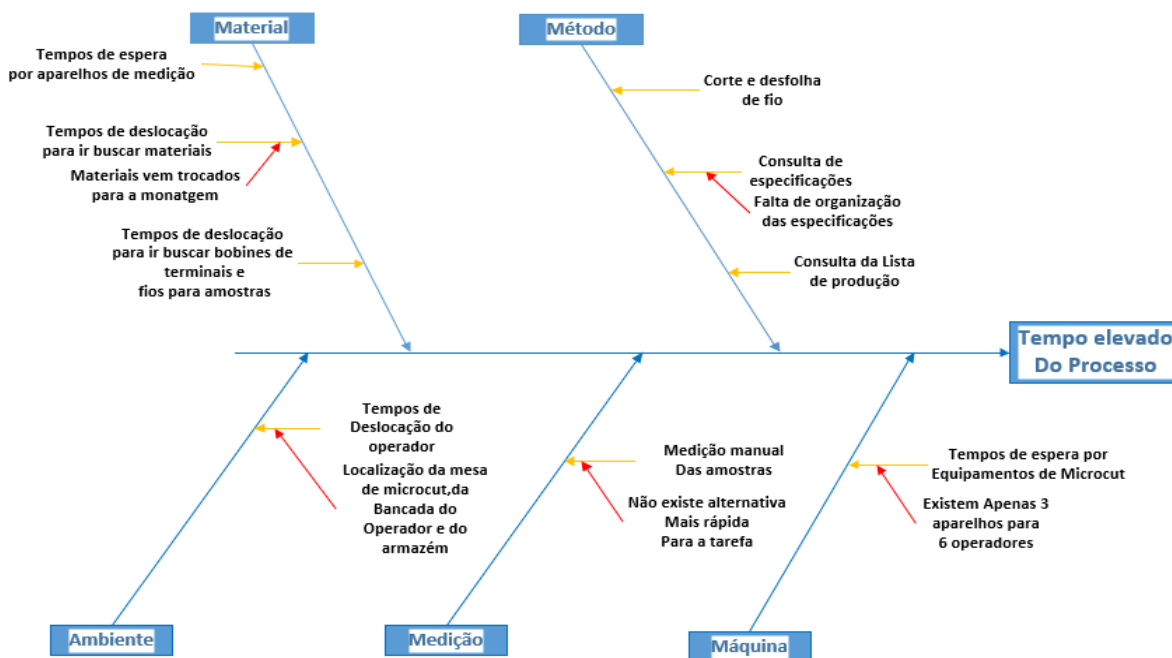 Material
Método
Tempos de espera
por aparelhos de medição
Corte e desfolha
de fio
Tempos de deslocação
para ir buscar materiais
Materiais vem trocados
para a monatgem
Consulta de
especificações
Falta de organização
das especificações
Tempos de deslocação
para ir buscar bobines de
terminais e
fios para amostras
Consulta da Lista
de produção
Tempo elevado
Do Processo
Tempos de
Deslocação do
operador
Localização da mesa
de microcut,da
Bancada do
Operador e do
armazém
Medição manual
Das amostras
Não existe alternativa
Mais rápida
Para a tarefa
Tempos de espera por
Equipamentos de Microcut
Existem Apenas 3
aparelhos para
6 operadores
Ambiente
Medição
Máquina